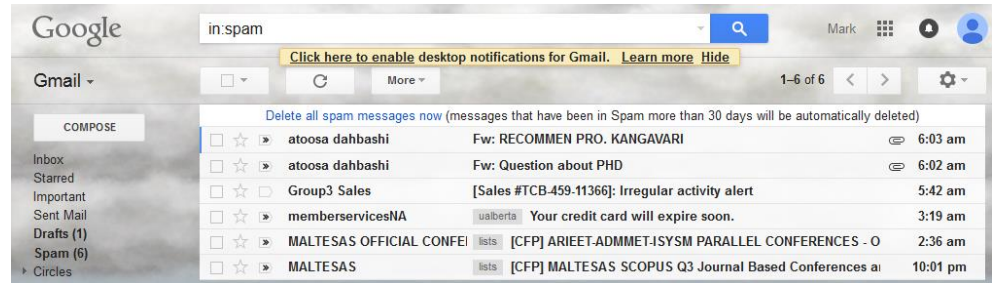 Google in:spam Mark
Click here to enable desktop notifications for Gmail. Learn more Hide
Gmail More 1–6 of 6
Delete all spam messages now (messages that have been in Spam more than 30 days will be automatically deleted)
COMPOSE
Inbox
Starred
Important
Sent Mail
Drafts (1)
Spam (6)
Circles
atoosa dahbashi Fw: RECOMMEN PRO. KANGAVARI 6:03 am
atoosa dahbashi Fw: Question about PHD 6:02 am
Group3 Sales [Sales #TCB-459-11366]: Irregular activity alert 5:42 am
memberservicesNA ualberta Your credit card will expire soon. 3:19 am
MALTESAS OFFICIAL CONFEI lists [CFP] ARIEET-ADMMET-ISYSM PARALLEL CONFERENCES - O 2:36 am
MALTESAS lists [CFP] MALTESAS SCOPUS Q3 Journal Based Conferences ai 10:01 pm